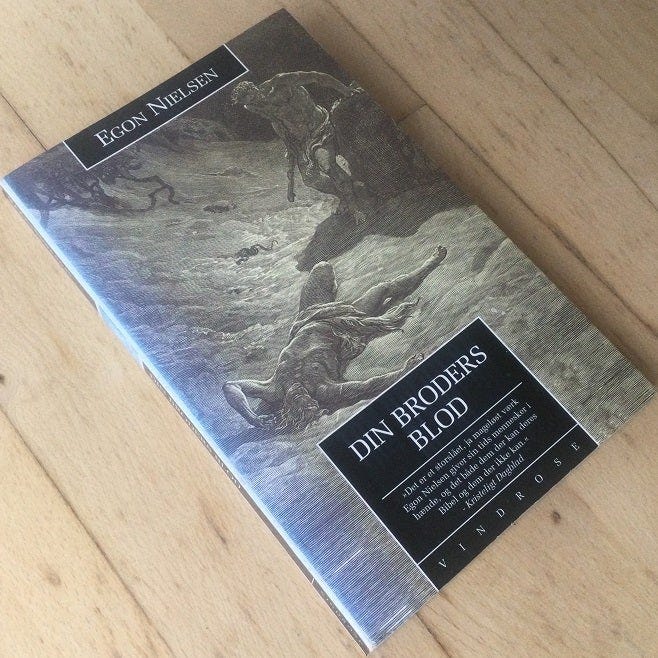 EGON NIELSEN
DIN BRODERS
BLOD
»Det er et storslået, ja mageløst værk
Egon Nielsen giver sin tids mennesker i
hænde, og det både dem der kan deres
Bibel og dem der ikke kan.«
- Kristeligt Dagblad
VINDROSE